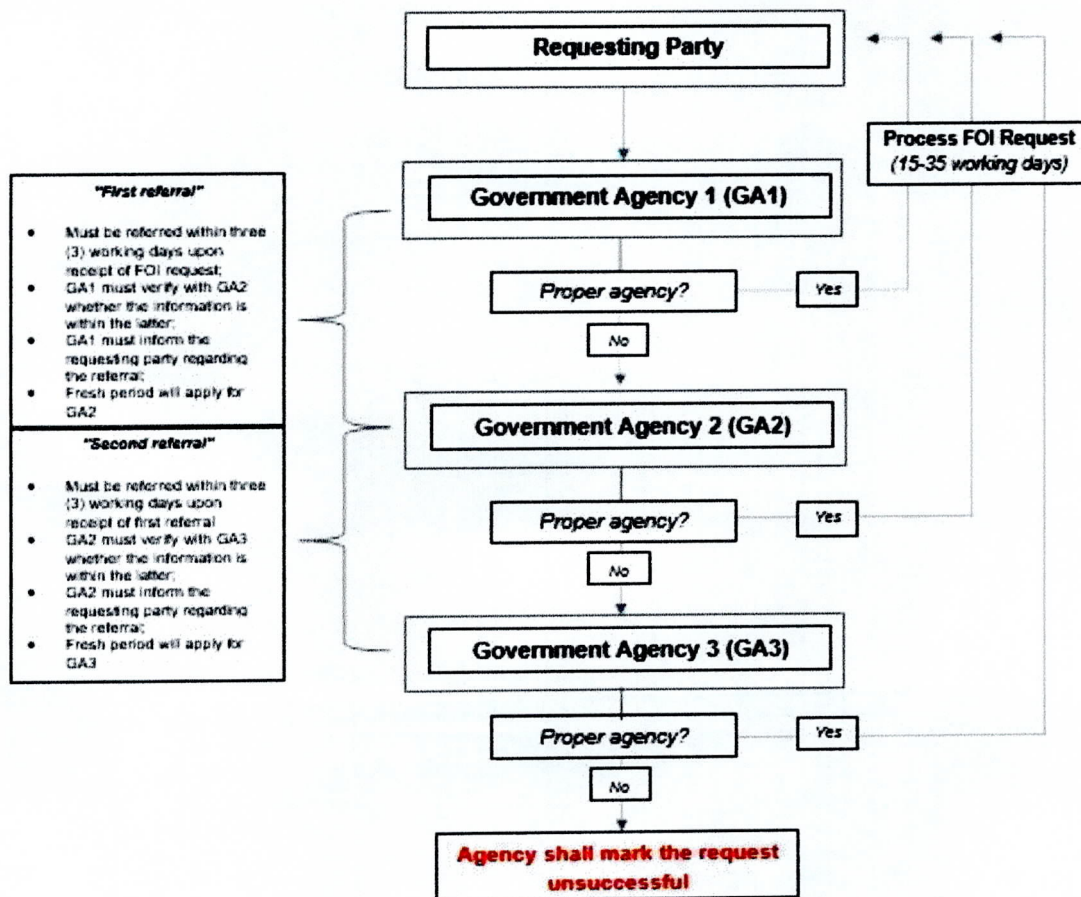 Requesting Party
Process FOI Request
(15-35 working days)
Government Agency 1 (GA1)
"First referral"
• Must be referred within three
(3) working days upon
receipt of FOI request;
• GA1 must verify with GA2
whether the information is
within the latter;
• GA1 must inform the
requesting party regarding
the referral;
• Fresh period will apply for
GA2
Proper agency?
Yes
No
Government Agency 2 (GA2)
"Second referral"
• Must be referred within three
(3) working days upon
receipt of first referral
• GA2 must verify with GA3
whether the information is
within the latter;
• GA2 must inform the
requesting party regarding
the referral;
• Fresh period will apply for
GA3
Proper agency?
Yes
No
Government Agency 3 (GA3)
Proper agency?
Yes
No
Agency shall mark the request
unsuccessful